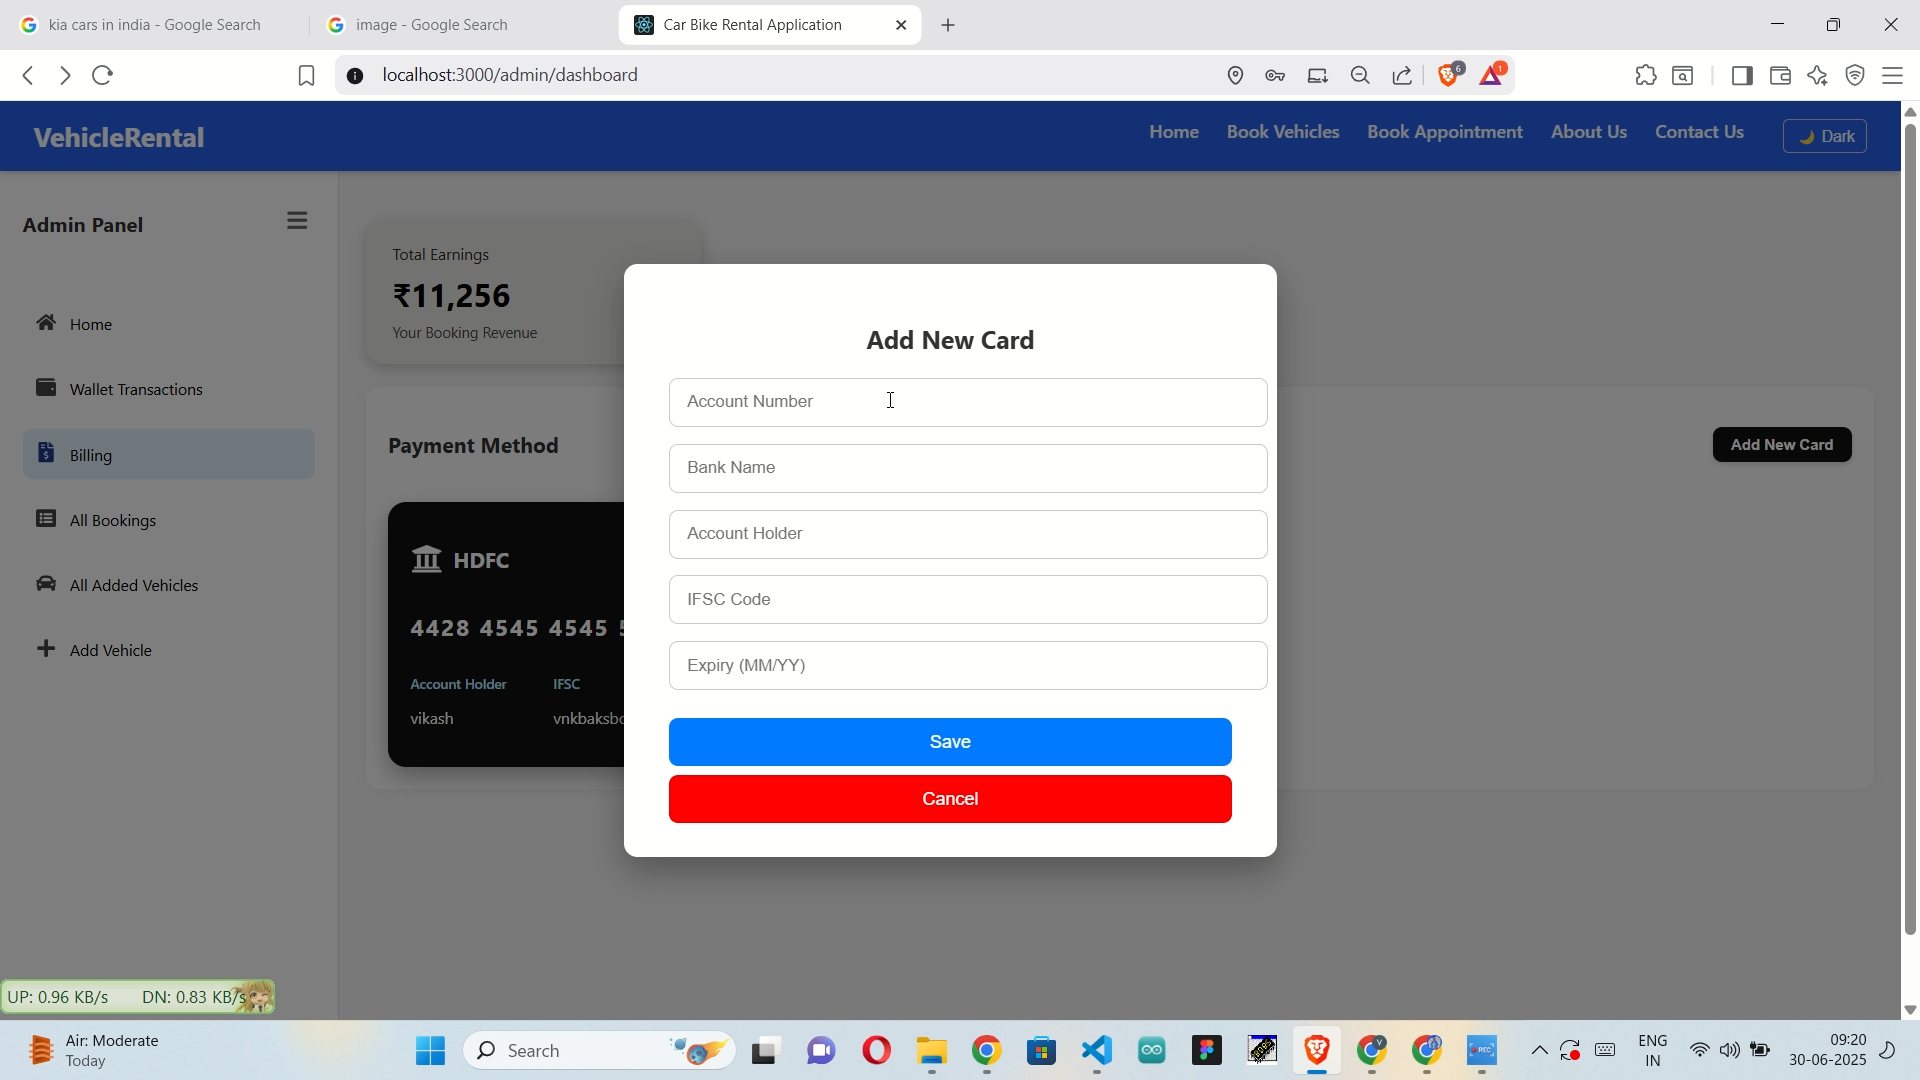 kia cars in india - Google Search
image - Google Search
Car Bike Rental Application
localhost:3000/admin/dashboard
6
1
VehicleRental
Home
Book Vehicles
Book Appointment
About Us
Contact Us
🌙 Dark
Admin Panel
Home
Wallet Transactions
Billing
All Bookings
All Added Vehicles
Add Vehicle
Total Earnings
₹11,256
Your Booking Revenue
Payment Method
Add New Card
HDFC
4428 4545 4545
Account Holder
IFSC
vikash
Add New Card
Account Number
Bank Name
Account Holder
IFSC Code
Expiry (MM/YY)
Save
Cancel
UP: 0.96 KB/s
DN: 0.83 KB/s
Air: Moderate
Today
Search
V
REC
ENG
IN
09:20
30-06-2025